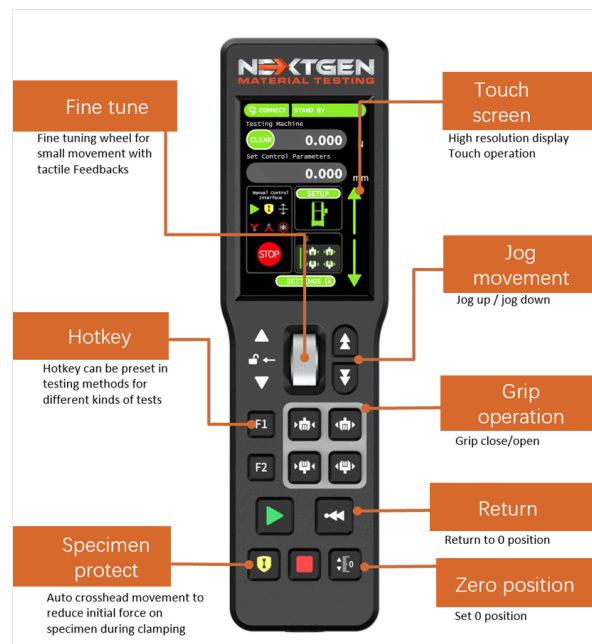 NEXTGEN
MATERIAL TESTING
Fine tune
Fine tuning wheel for
small movement with
tactile Feedbacks
Touch
screen
High resolution display
Touch operation
CONNECT STAND BY
Testing Machine
CLEAR 0.000 N
Set Control Parameters
0.000 mm
Manual Control
Interface
SETUP
STOP
SETTINGS
Jog
movement
Jog up / jog down
Hotkey
Hotkey can be preset in
testing methods for
different kinds of tests
F1
F2
Grip
operation
Grip close/open
Return
Return to 0 position
Specimen
protect
Auto crosshead movement to
reduce initial force on
specimen during clamping
0
Zero position
Set 0 position